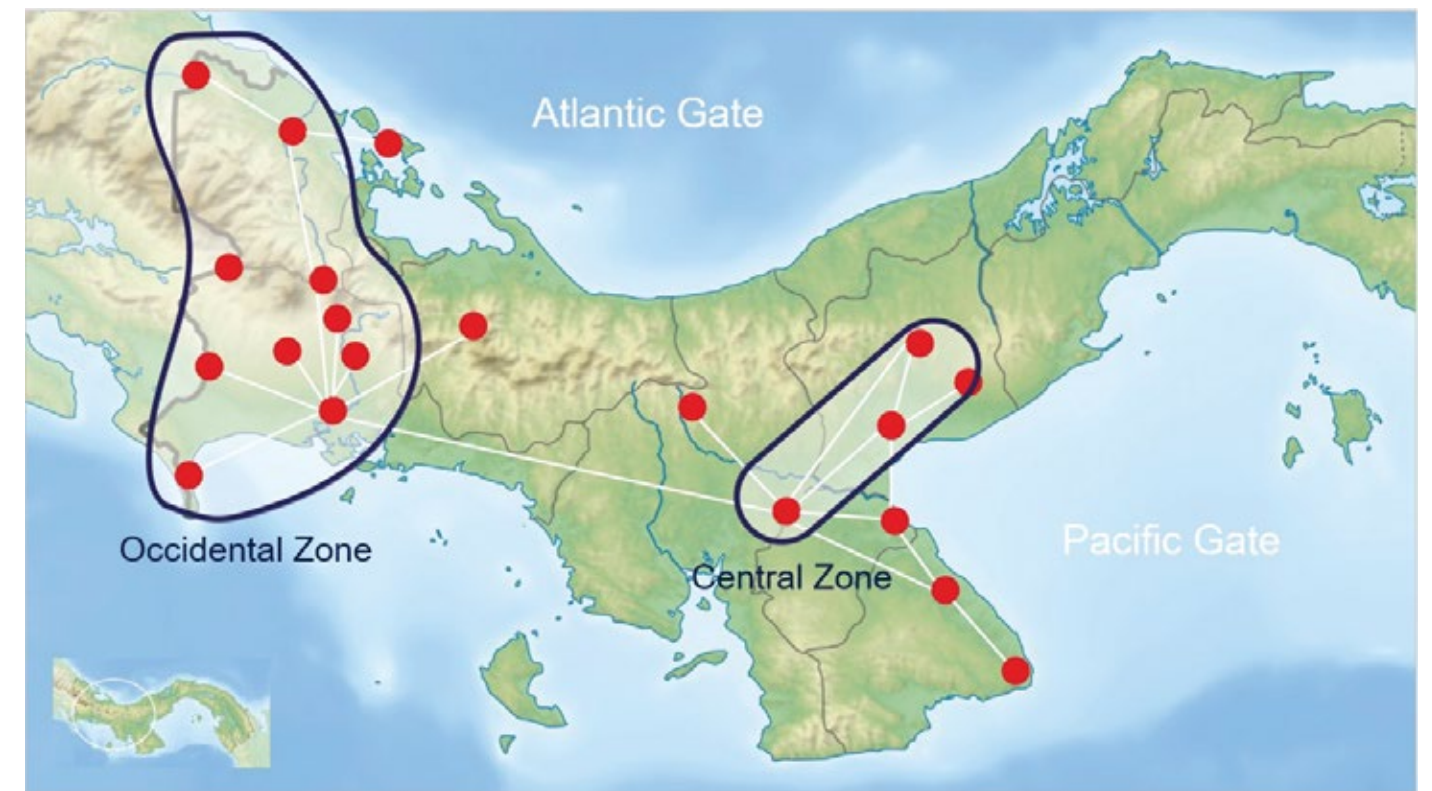 Atlantic Gate
Occidental Zone
Central Zone
Pacific Gate